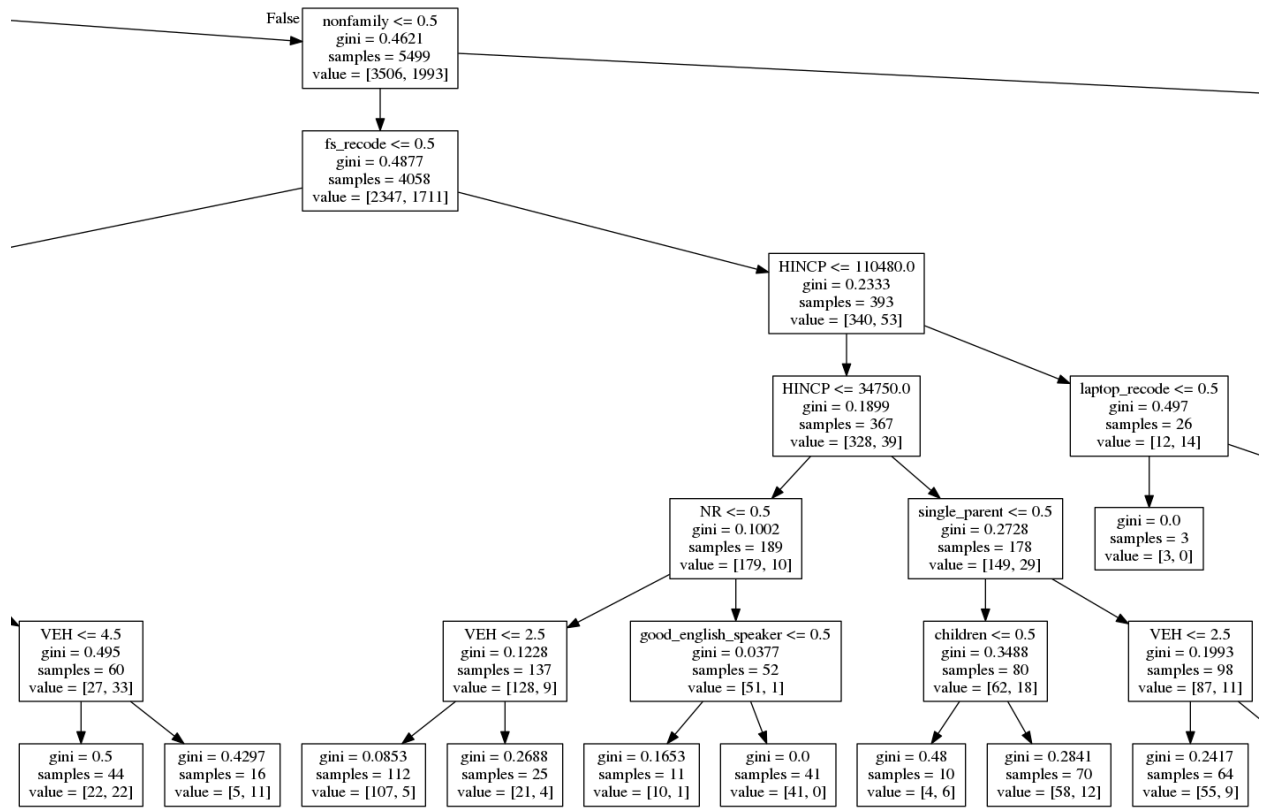 False
nonfamily <= 0.5
gini = 0.4621
samples = 5499
value = [3506, 1993]
fs_recode <= 0.5
gini = 0.4877
samples = 4058
value = [2347, 1711]
HINCP <= 110480.0
gini = 0.2333
samples = 393
value = [340, 53]
HINCP <= 34750.0
gini = 0.1899
samples = 367
value = [328, 39]
laptop_recode <= 0.5
gini = 0.497
samples = 26
value = [12, 14]
NR <= 0.5
gini = 0.1002
samples = 189
value = [179, 10]
single_parent <= 0.5
gini = 0.2728
samples = 178
value = [149, 29]
gini = 0.0
samples = 3
value = [3, 0]
VEH <= 4.5
gini = 0.495
samples = 60
value = [27, 33]
VEH <= 2.5
gini = 0.1228
samples = 137
value = [128, 9]
good_english_speaker <= 0.5
gini = 0.0377
samples = 52
value = [51, 1]
children <= 0.5
gini = 0.3488
samples = 80
value = [62, 18]
VEH <= 2.5
gini = 0.1993
samples = 98
value = [87, 11]
gini = 0.5
samples = 44
value = [22, 22]
gini = 0.4297
samples = 16
value = [5, 11]
gini = 0.0853
samples = 112
value = [107, 5]
gini = 0.2688
samples = 25
value = [21, 4]
gini = 0.1653
samples = 11
value = [10, 1]
gini = 0.0
samples = 41
value = [41, 0]
gini = 0.48
samples = 10
value = [4, 6]
gini = 0.2841
samples = 70
value = [58, 12]
gini = 0.2417
samples = 64
value = [55, 9]